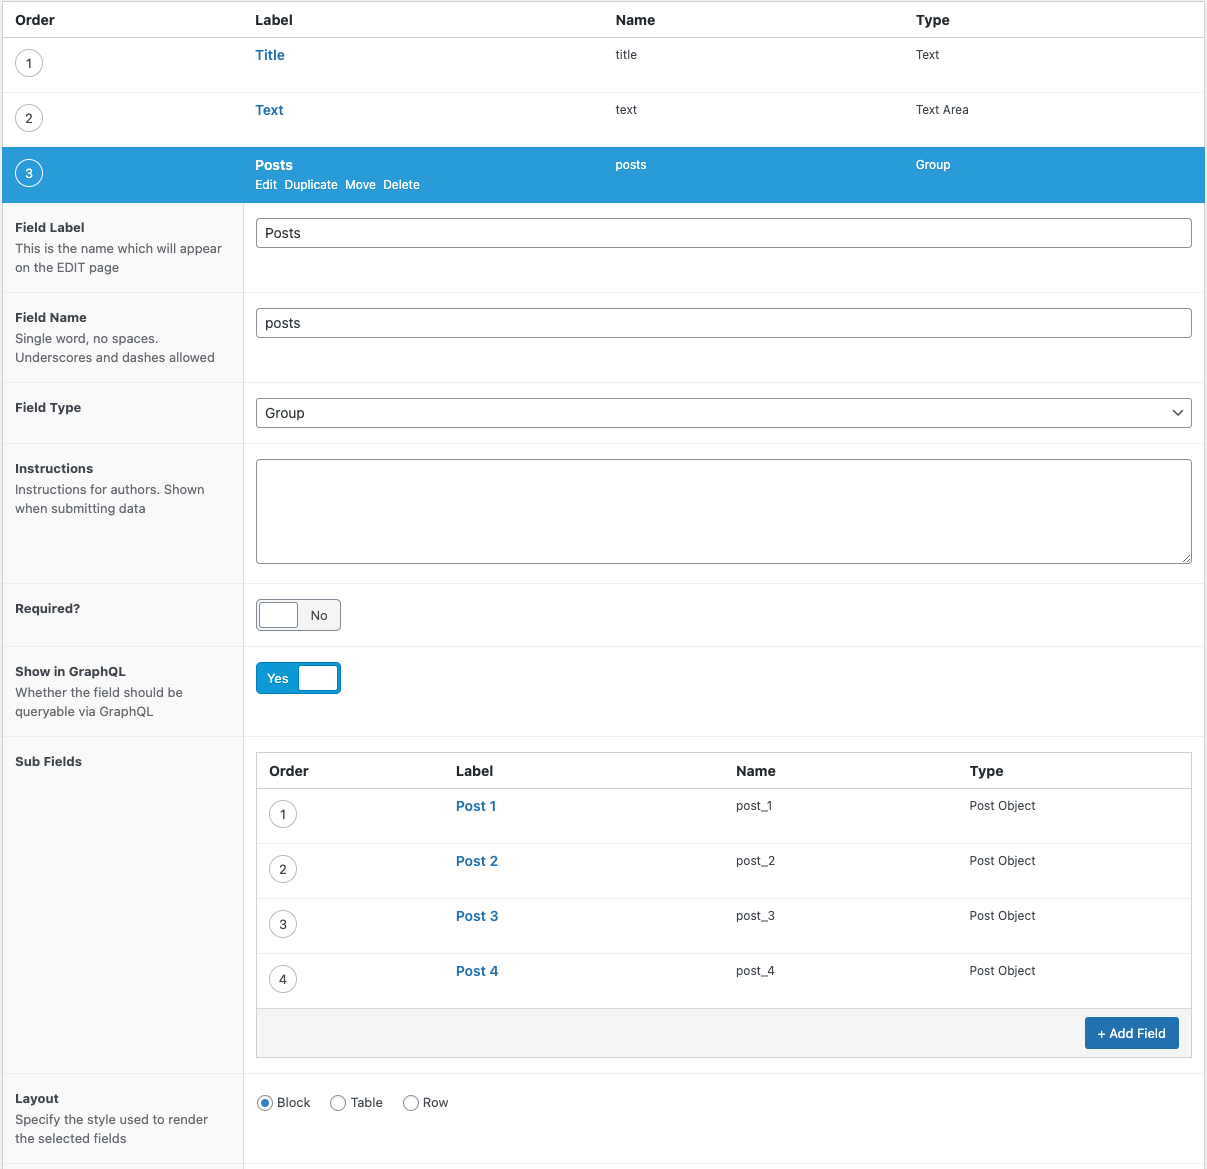 Order Label Name Type
1 Title title Text
2 Text text Text Area
3 Posts posts Group
Edit Duplicate Move Delete
Field Label
This is the name which will appear
on the EDIT page
Posts
Field Name
Single word, no spaces.
Underscores and dashes allowed
posts
Field Type
Group
Instructions
Instructions for authors. Shown
when submitting data
Required?
No
Show in GraphQL
Whether the field should be
queryable via GraphQL
Yes
Sub Fields
Order Label Name Type
1 Post 1 post_1 Post Object
2 Post 2 post_2 Post Object
3 Post 3 post_3 Post Object
4 Post 4 post_4 Post Object
+ Add Field
Layout
Specify the style used to render
the selected fields
Block Table Row